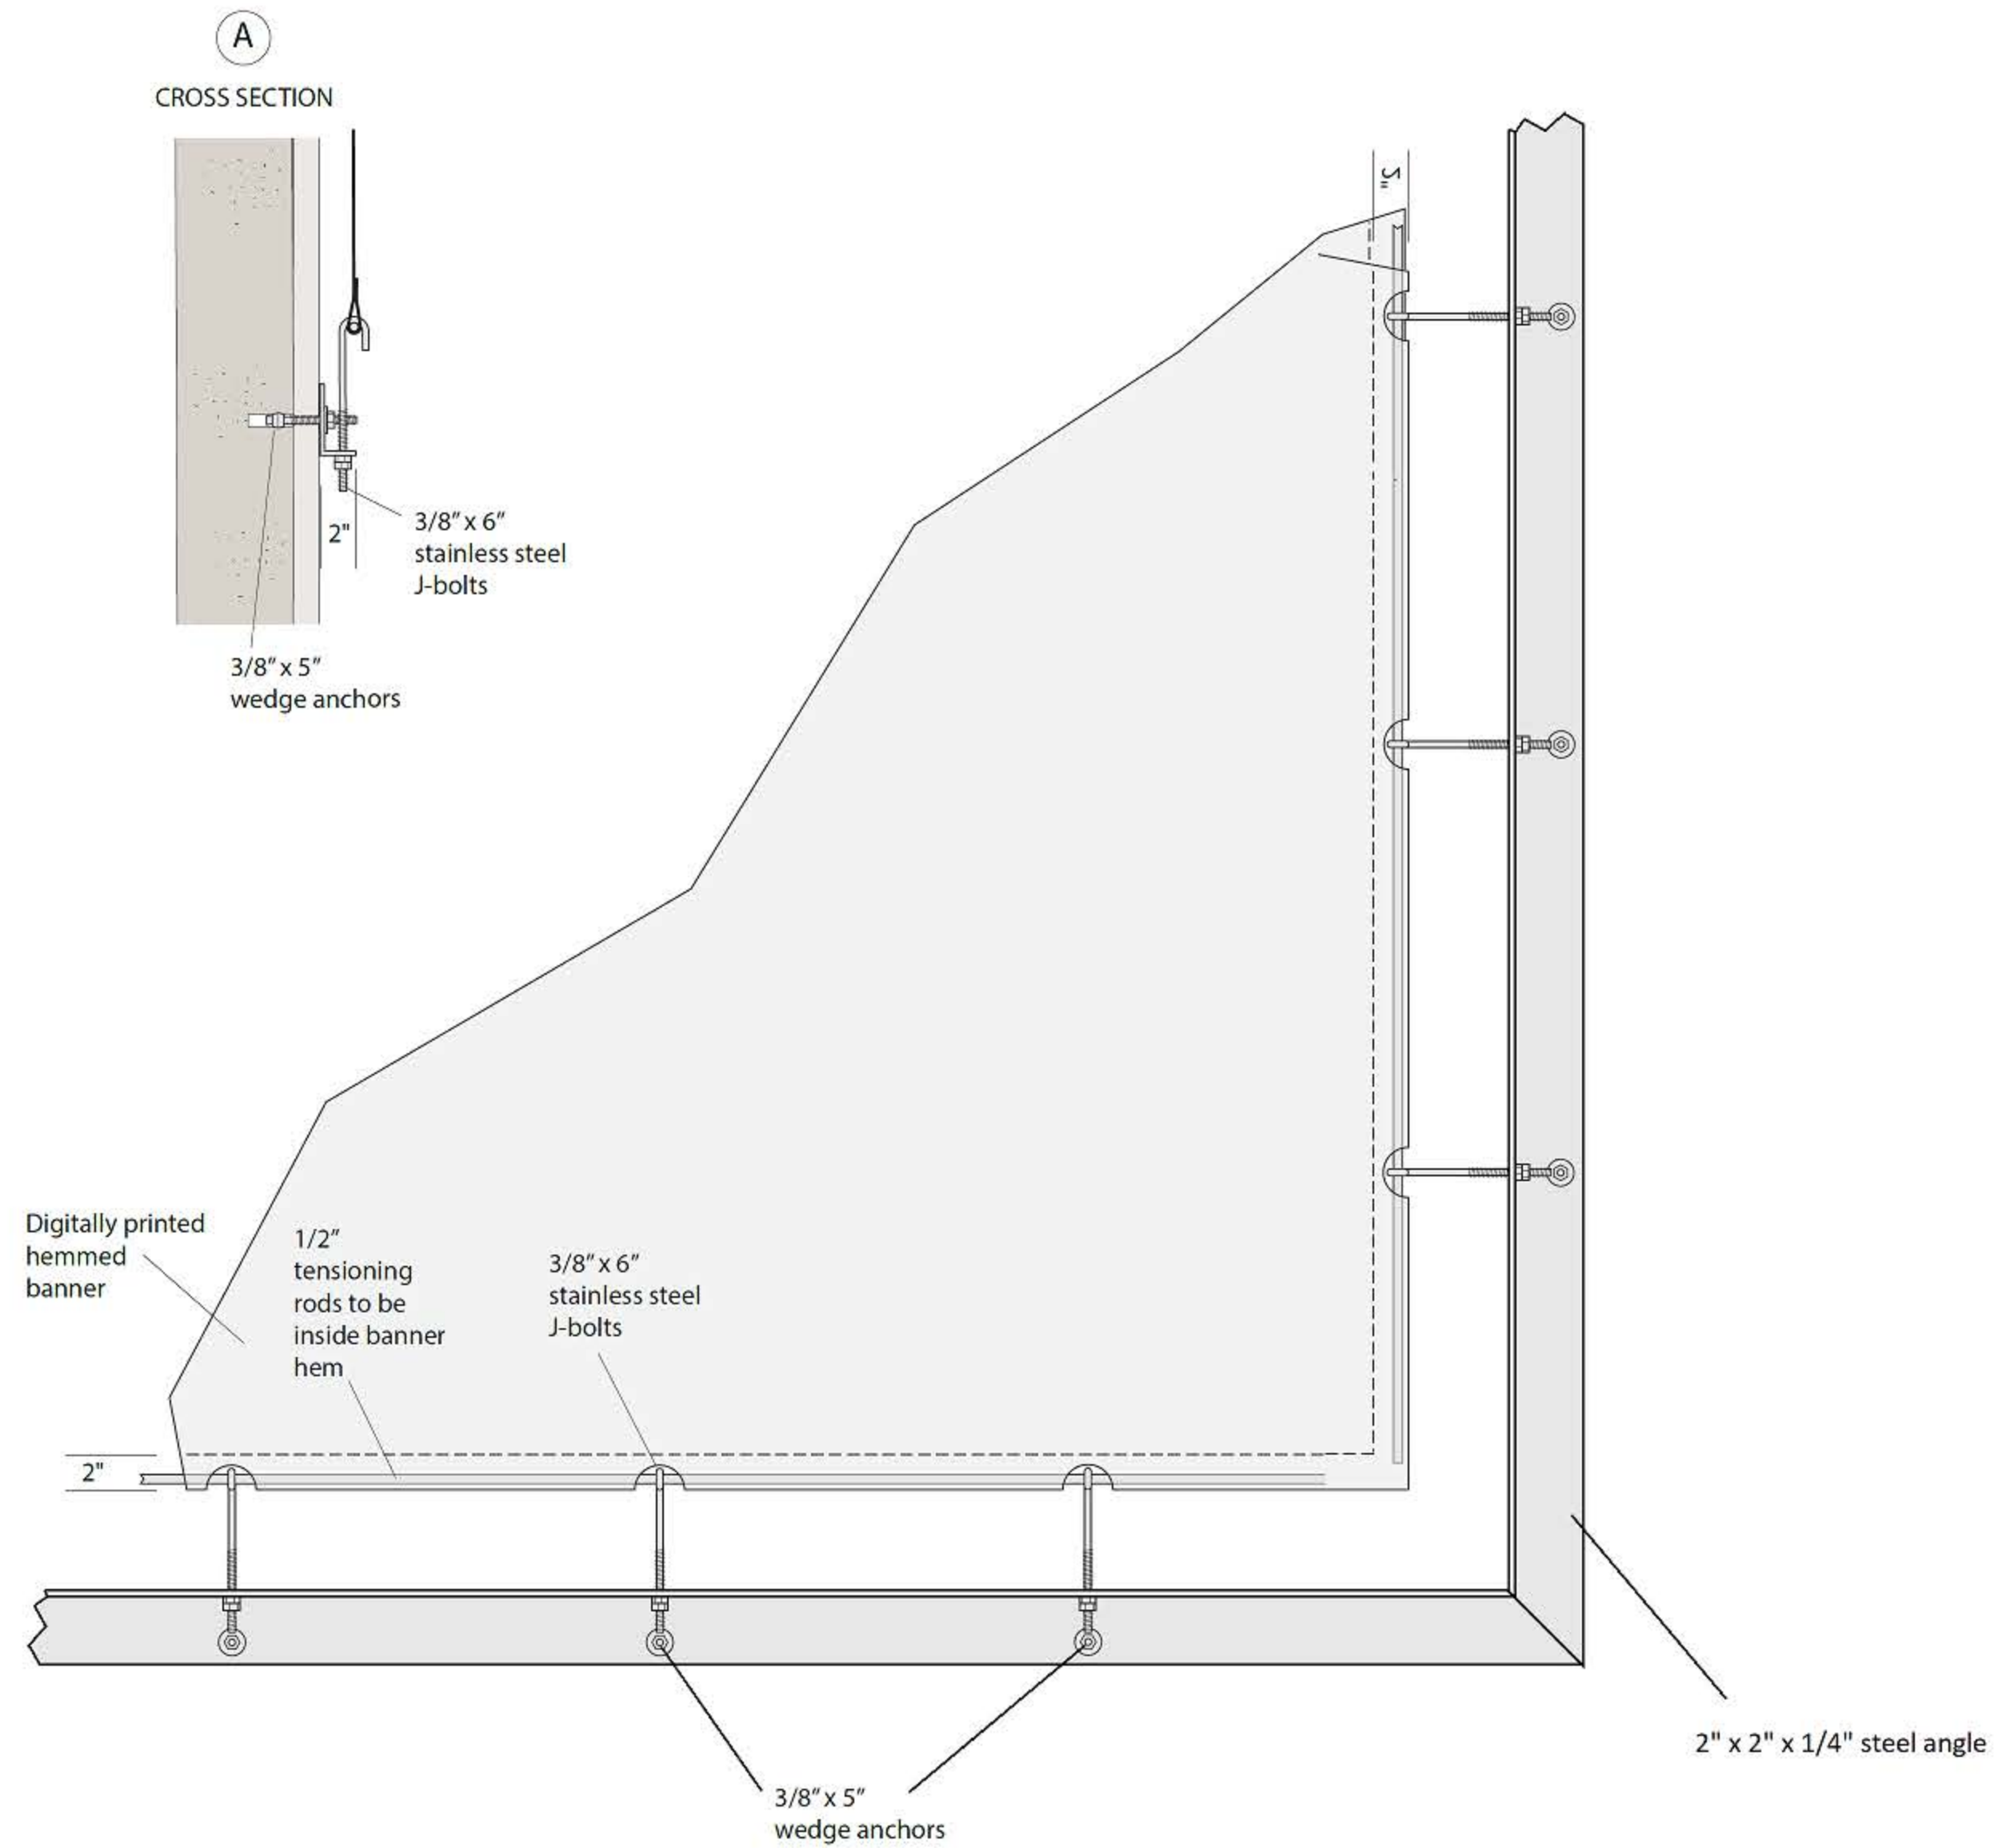 A
CROSS SECTION
2"
3/8" x 6"
stainless steel
J-bolts
2"
3/8" x 5"
wedge anchors
Digitally printed
hemmed
banner
1/2"
tensioning
rods to be
inside banner
hem
3/8" x 6"
stainless steel
J-bolts
2"
2" x 2" x 1/4" steel angle
3/8" x 5"
wedge anchors